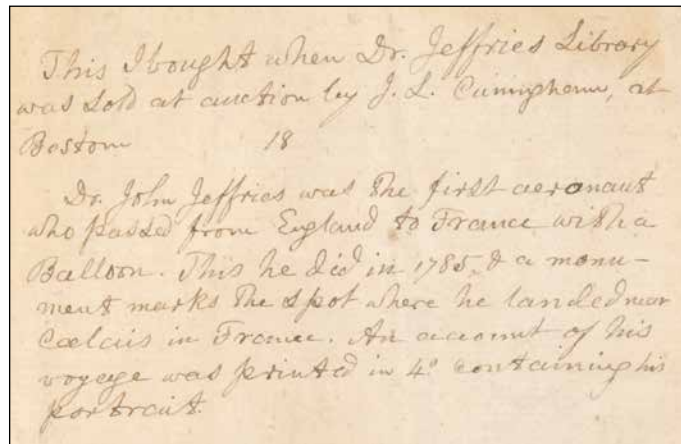 This I bought when Dr. Jeffries Library
was sold at auction by J. L. Cunningham, at
Boston 18
Dr. John Jeffries was the first aeronaut
who passed from England to France with a
Balloon. This he did in 1785, & a monu-
ment marks the spot where he landed near
Calais in France. An account of his
voyage was printed in 4º containing his
portrait.